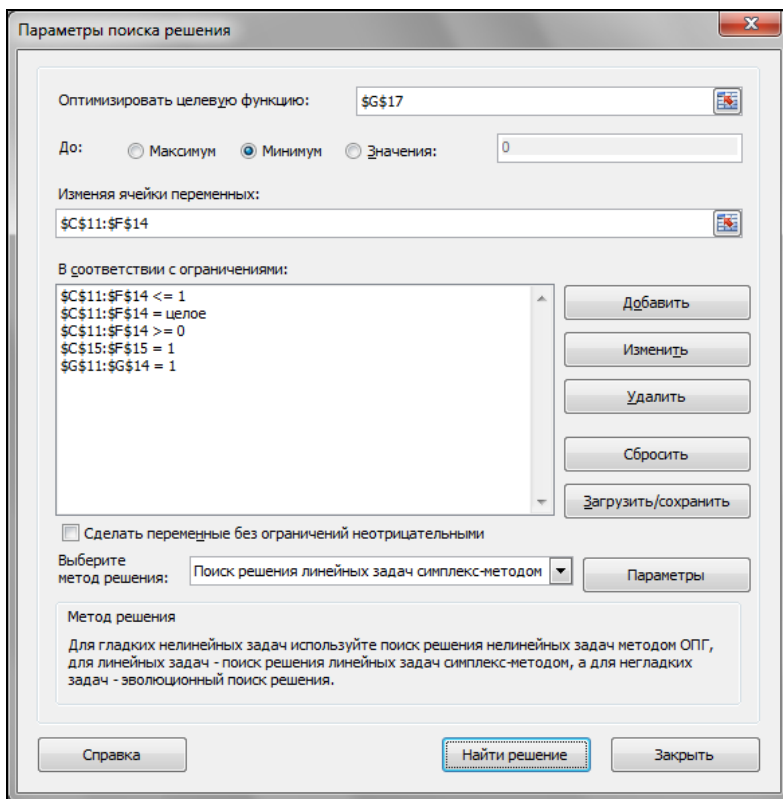 Параметры поиска решения
Оптимизировать целевую функцию: $G$17
До: Максимум Минимум Значения: 0
Изменяя ячейки переменных:
$C$11:$F$14
В соответствии с ограничениями:
$C$11:$F$14 <= 1
$C$11:$F$14 = целое
$C$11:$F$14 >= 0
$C$15:$F$15 = 1
$G$11:$G$14 = 1
Добавить
Изменить
Удалить
Сбросить
Загрузить/сохранить
Сделать переменные без ограничений неотрицательными
Выберите
метод решения: Поиск решения линейных задач симплекс-методом Параметры
Метод решения
Для гладких нелинейных задач используйте поиск решения нелинейных задач методом ОПГ,
для линейных задач - поиск решения линейных задач симплекс-методом, а для негладких
задач - эволюционный поиск решения.
Справка Найти решение Закрыть